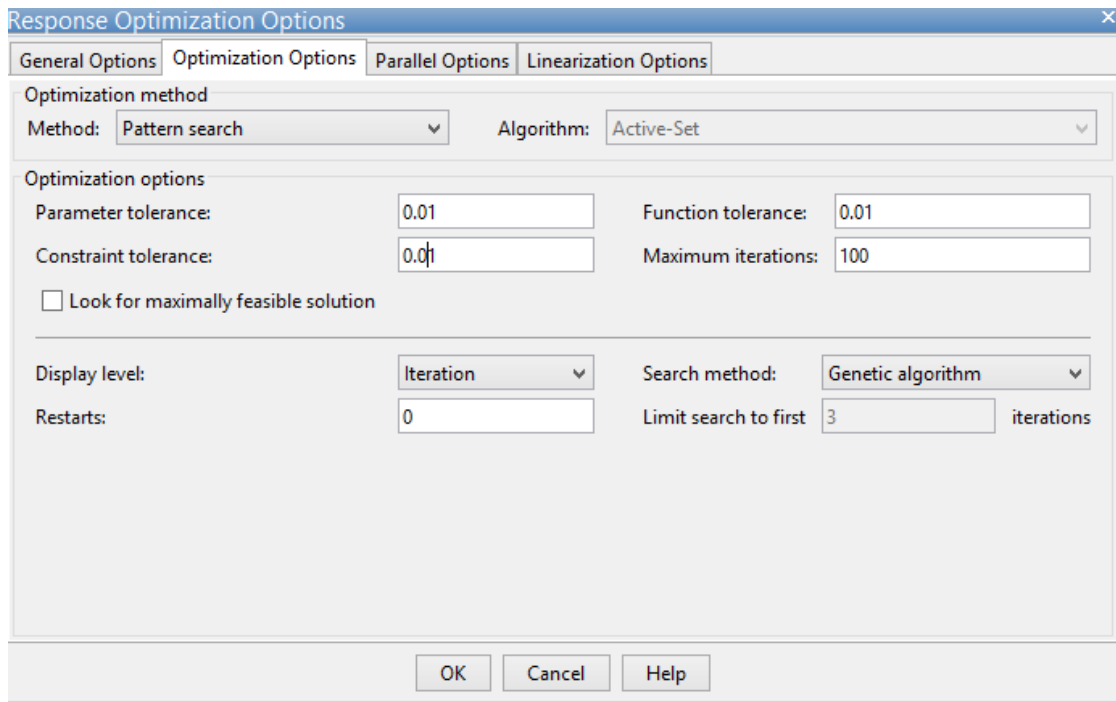 Response Optimization Options
General Options Optimization Options Parallel Options Linearization Options
Optimization method
Method: Pattern search Algorithm: Active-Set
Optimization options
Parameter tolerance: 0.01 Function tolerance: 0.01
Constraint tolerance: 0.01 Maximum iterations: 100
Look for maximally feasible solution
Display level: Iteration Search method: Genetic algorithm
Restarts: 0 Limit search to first 3 iterations
OK Cancel Help